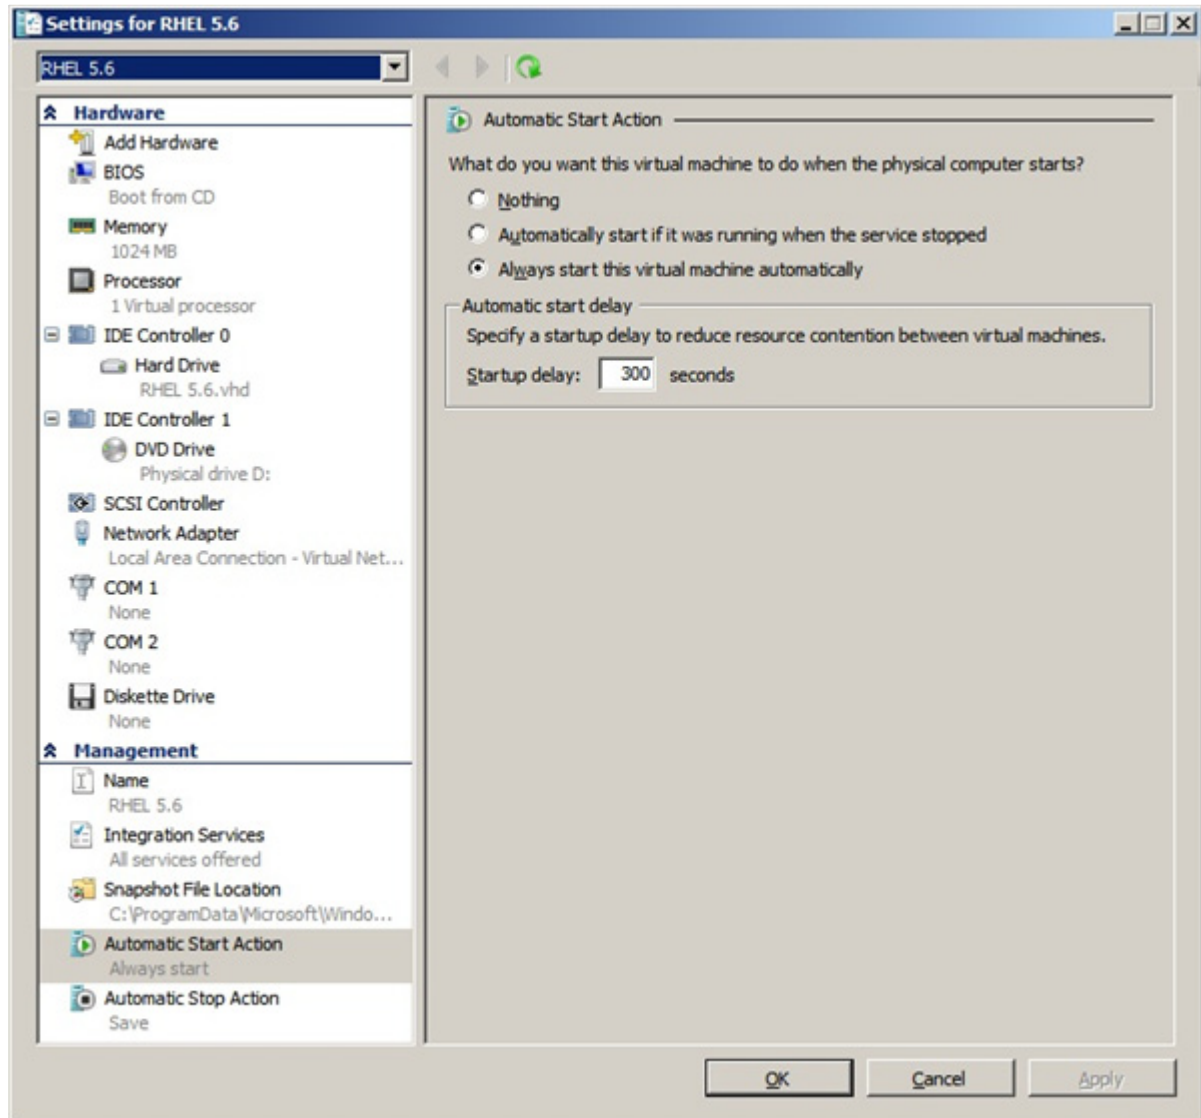 Settings for RHEL 5.6
RHEL 5.6
Hardware
Add Hardware
BIOS
Boot from CD
Memory
1024 MB
Processor
1 Virtual processor
IDE Controller 0
Hard Drive
RHEL 5.6.vhd
IDE Controller 1
DVD Drive
Physical drive D:
SCSI Controller
Network Adapter
Local Area Connection - Virtual Net...
COM 1
None
COM 2
None
Diskette Drive
None
Management
Name
RHEL 5.6
Integration Services
All services offered
Snapshot File Location
C:\ProgramData\Microsoft\Windo...
Automatic Start Action
Always start
Automatic Stop Action
Save
Automatic Start Action
What do you want this virtual machine to do when the physical computer starts?
Nothing
Automatically start if it was running when the service stopped
Always start this virtual machine automatically
Automatic start delay
Specify a startup delay to reduce resource contention between virtual machines.
Startup delay: 300 seconds
OK Cancel Apply